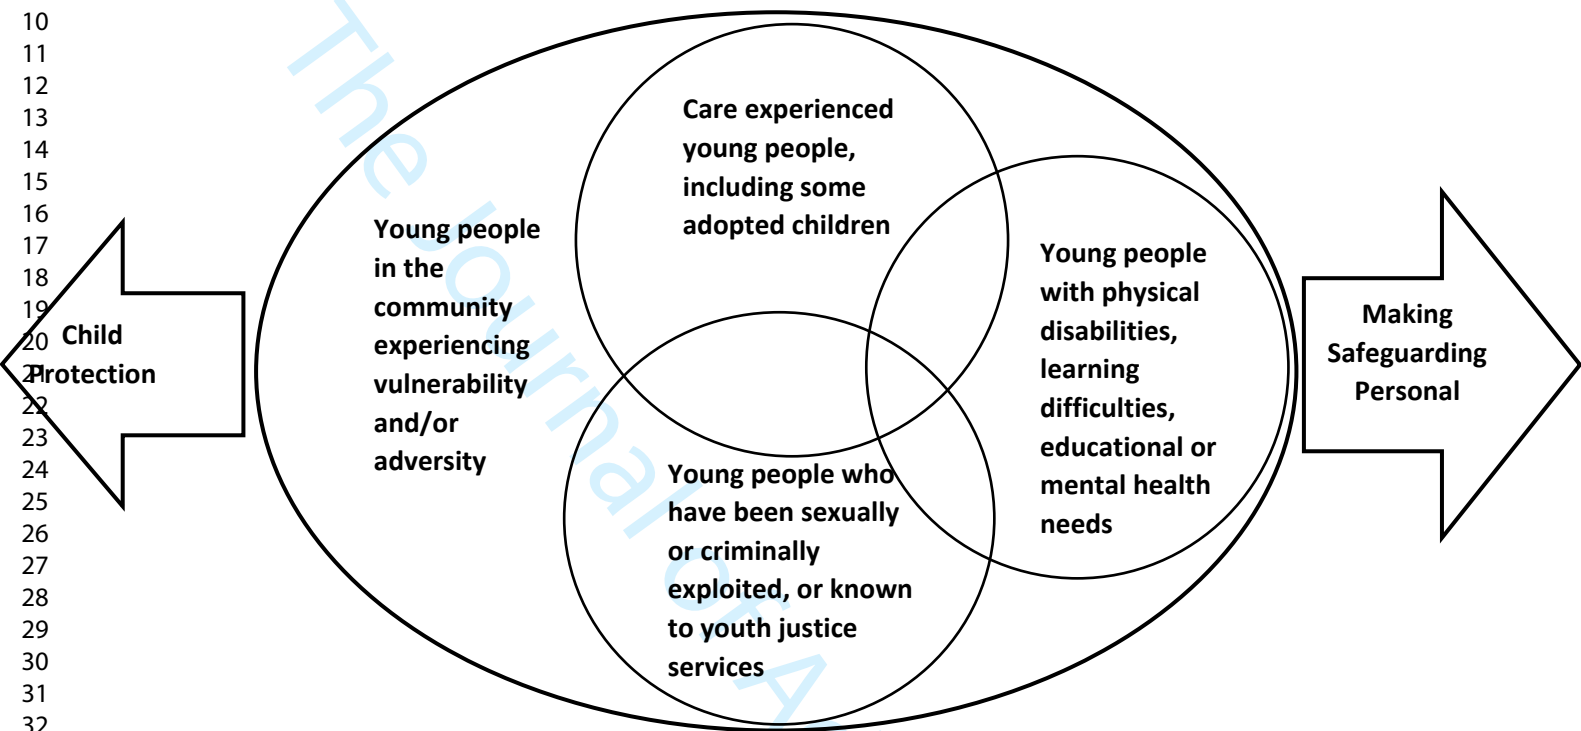 10
11
12
13
14
15
16
17
18
19
20
21
22
23
24
25
26
27
28
29
30
31
32
The Journal of A
Care experienced
young people,
including some
adopted children
Young people
in the
community
experiencing
vulnerability
and/or
adversity
Young people
with physical
disabilities,
learning
difficulties,
educational or
mental health
needs
Young people who
have been sexually
or criminally
exploited, or known
to youth justice
services
Child
Protection
Making
Safeguarding
Personal